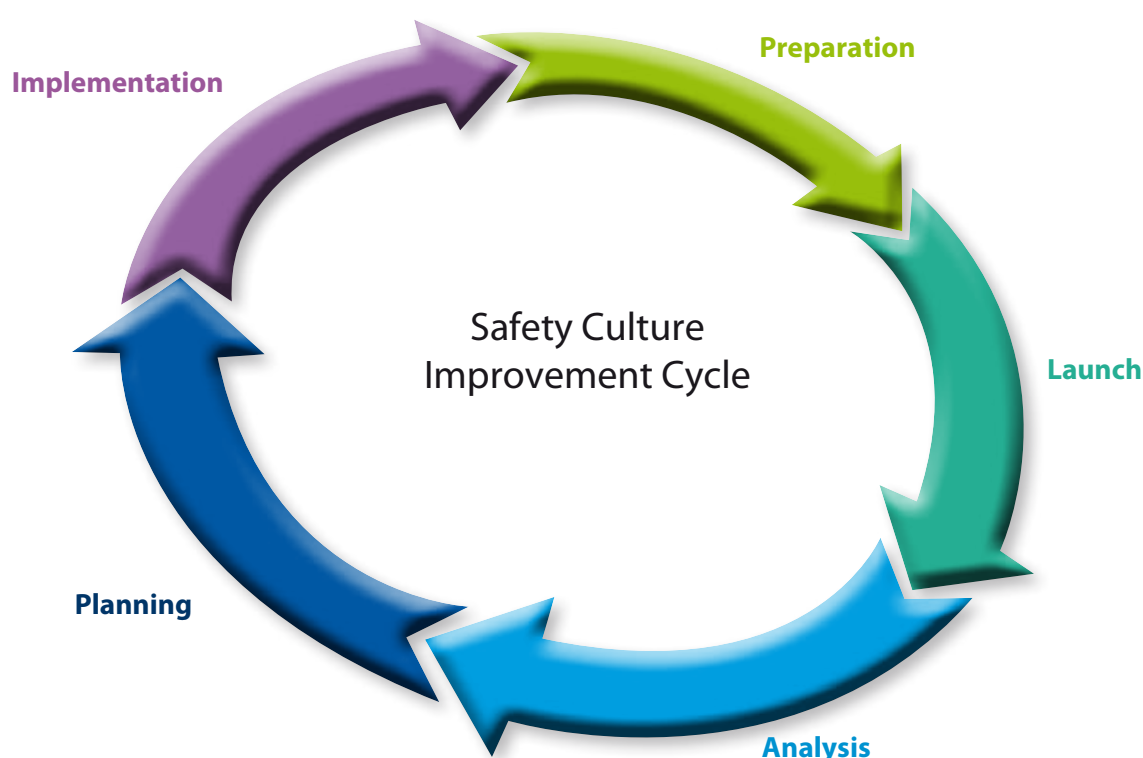 Preparation
Implementation
Safety Culture
Improvement Cycle
Launch
Planning
Analysis